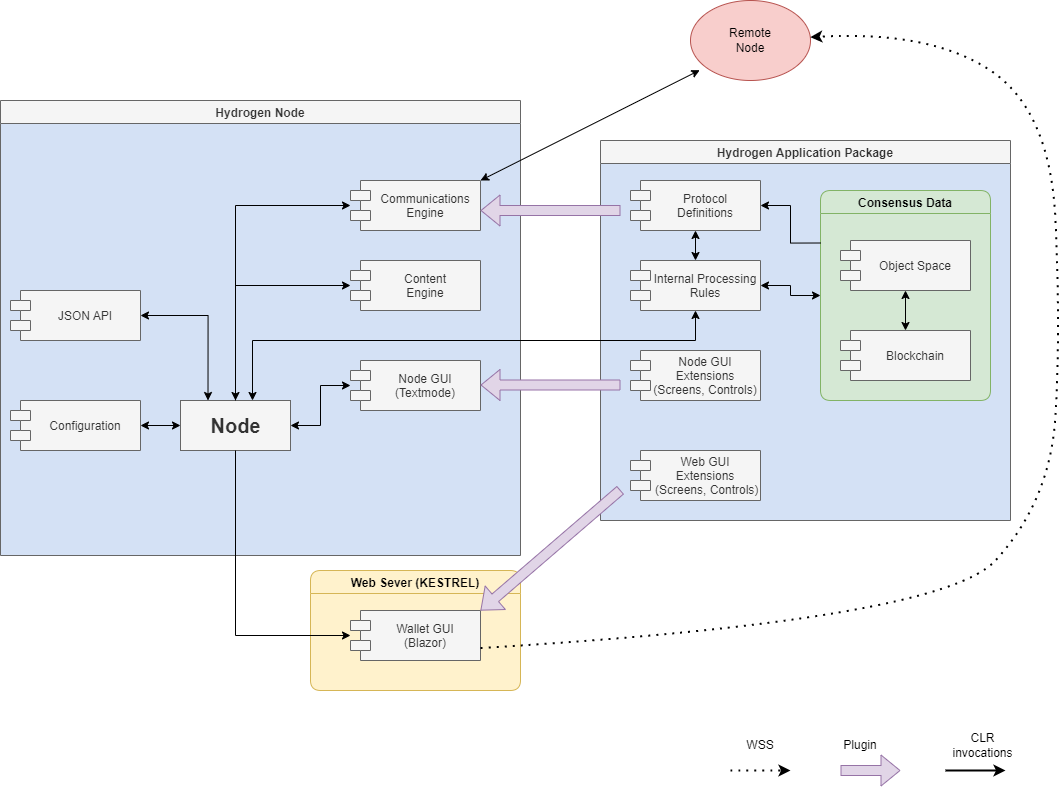 Remote
Node
Hydrogen Node
Hydrogen Application Package
Communications
Engine
Protocol
Definitions
Consensus Data
Content
Engine
Internal Processing
Rules
Object Space
JSON API
Blockchain
Node GUI
(Textmode)
Node GUI
Extensions
(Screens, Controls)
Configuration
Node
Web GUI
Extensions
(Screens, Controls)
Web Sever (KESTREL)
Wallet GUI
(Blazor)
WSS
Plugin
CLR
invocations